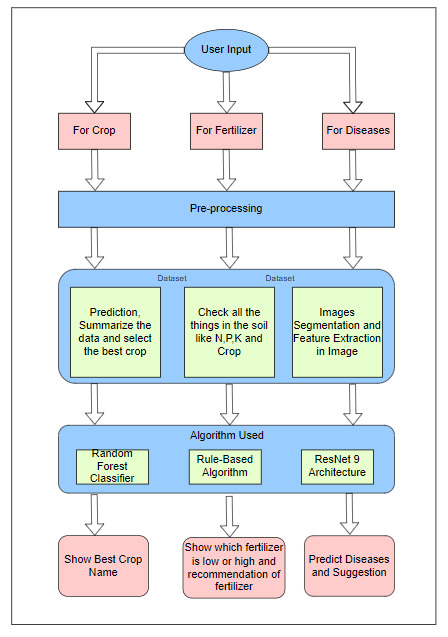 User Input
For Crop
For Fertilizer
For Diseases
Pre-processing
Dataset
Dataset
Prediction,
Summarize the
data and select
the best crop
Check all the
things in the soil
like N,P,K and
Crop
Images
Segmentation and
Feature Extraction
in Image
Algorithm Used
Random
Forest
Classifier
Rule-Based
Algorithm
ResNet 9
Architecture
Show Best Crop
Name
Show which fertilizer
is low or high and
recommendation of
fertilizer
Predict Diseases
and Suggestion